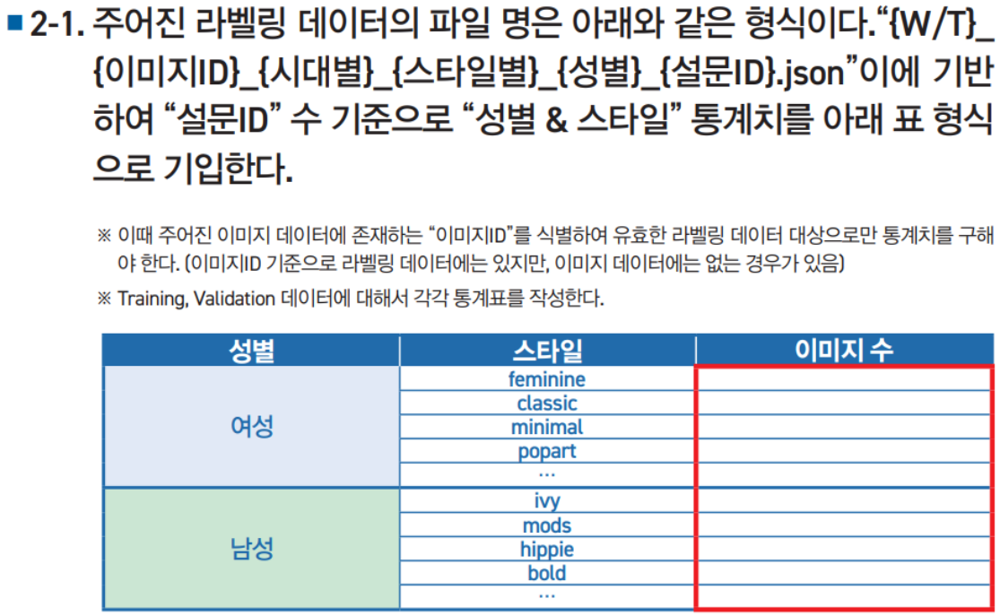 ■ 2-1. 주어진 라벨링 데이터의 파일 명은 아래와 같은 형식이다.“{W/T}_
{이미지ID}_{시대별}_{스타일별}_{성별}_{설문ID}.json”이에 기반
하여 “설문ID” 수 기준으로 “성별 & 스타일” 통계치를 아래 표 형식
으로 기입한다.
※ 이때 주어진 이미지 데이터에 존재하는 “이미지ID”를 식별하여 유효한 라벨링 데이터 대상으로만 통계치를 구해
야 한다. (이미지ID 기준으로 라벨링 데이터에는 있지만, 이미지 데이터에는 없는 경우가 있음)
※ Training, Validation 데이터에 대해서 각각 통계표를 작성한다.
성별 스타일 이미지 수
여성
feminine
classic
minimal
popart
…
남성
ivy
mods
hippie
bold
…